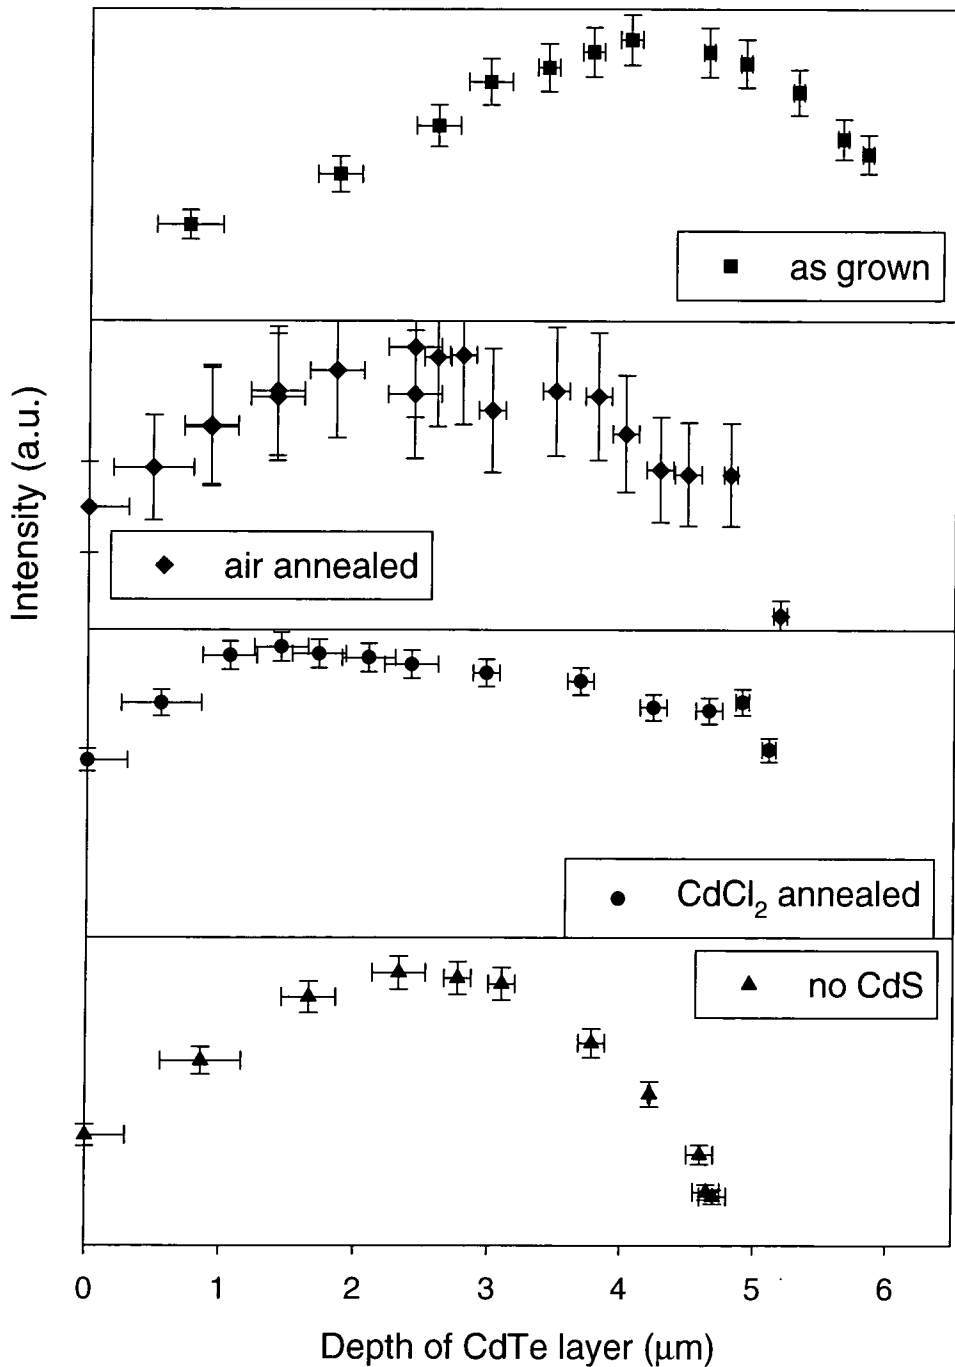 as grown
Intensity (a.u.)
air annealed
CdCl₂ annealed
no CdS
0 1 2 3 4 5 6
Depth of CdTe layer (μm)